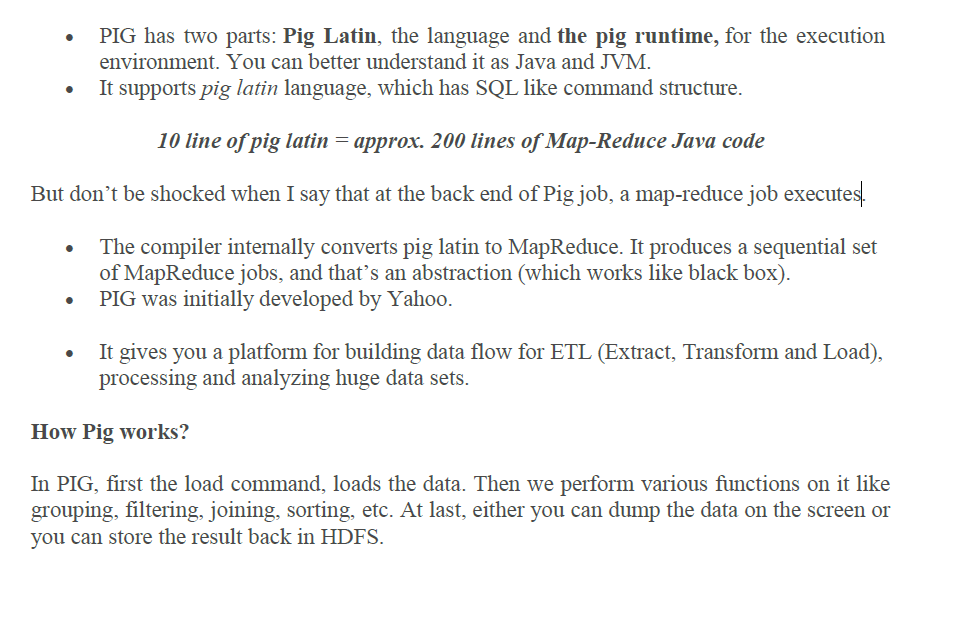 • PIG has two parts: Pig Latin, the language and the pig runtime, for the execution
environment. You can better understand it as Java and JVM.
• It supports pig latin language, which has SQL like command structure.
10 line of pig latin = approx. 200 lines of Map-Reduce Java code
But don’t be shocked when I say that at the back end of Pig job, a map-reduce job executes.
• The compiler internally converts pig latin to MapReduce. It produces a sequential set
of MapReduce jobs, and that’s an abstraction (which works like black box).
• PIG was initially developed by Yahoo.
• It gives you a platform for building data flow for ETL (Extract, Transform and Load),
processing and analyzing huge data sets.
How Pig works?
In PIG, first the load command, loads the data. Then we perform various functions on it like
grouping, filtering, joining, sorting, etc. At last, either you can dump the data on the screen or
you can store the result back in HDFS.